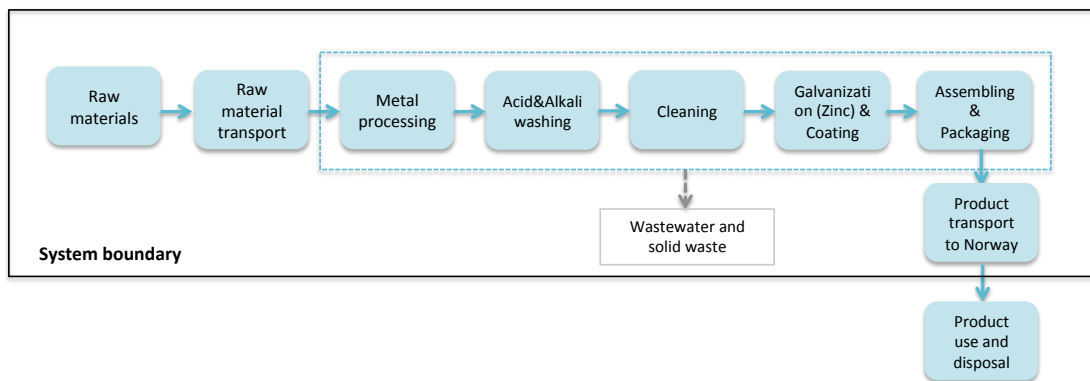 Raw
materials
Raw
material
transport
Metal
processing
Acid&Alkali
washing
Cleaning
Galvanizati
on (Zinc) &
Coating
Assembling
&
Packaging
Wastewater and
solid waste
Product
transport
to Norway
System boundary
Product
use and
disposal